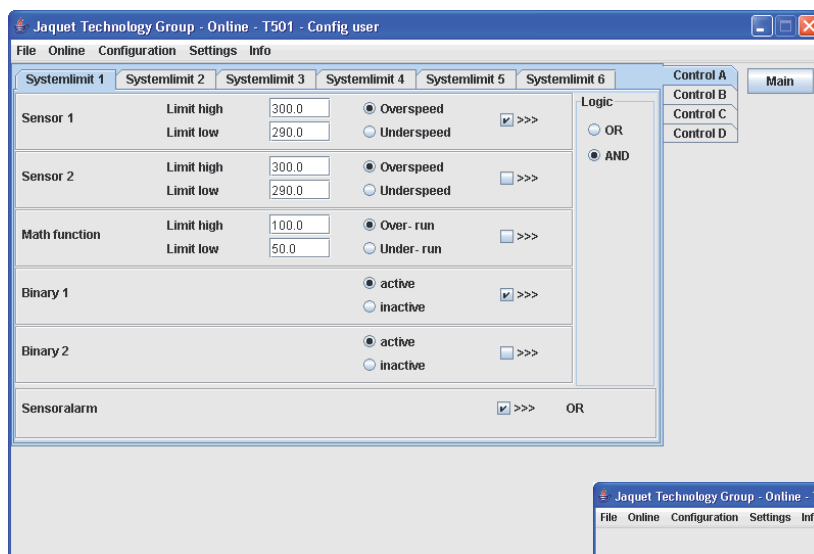 Jaquet Technology Group - Online - T501 - Config user
File Online Configuration Settings Info
Systemlimit 1 Systemlimit 2 Systemlimit 3 Systemlimit 4 Systemlimit 5 Systemlimit 6
Control A
Control B
Control C
Control D
Main
Sensor 1
Limit high 300.0 Overspeed
Limit low 290.0 Underspeed
>>>
Sensor 2
Limit high 300.0 Overspeed
Limit low 290.0 Underspeed
>>>
Math function
Limit high 100.0 Over- run
Limit low 50.0 Under- run
>>>
Binary 1
active
inactive
>>>
Binary 2
active
inactive
>>>
Logic
OR
AND
Sensoralarm >>> OR
Jaquet Technology Group - Online -
File Online Configuration Settings